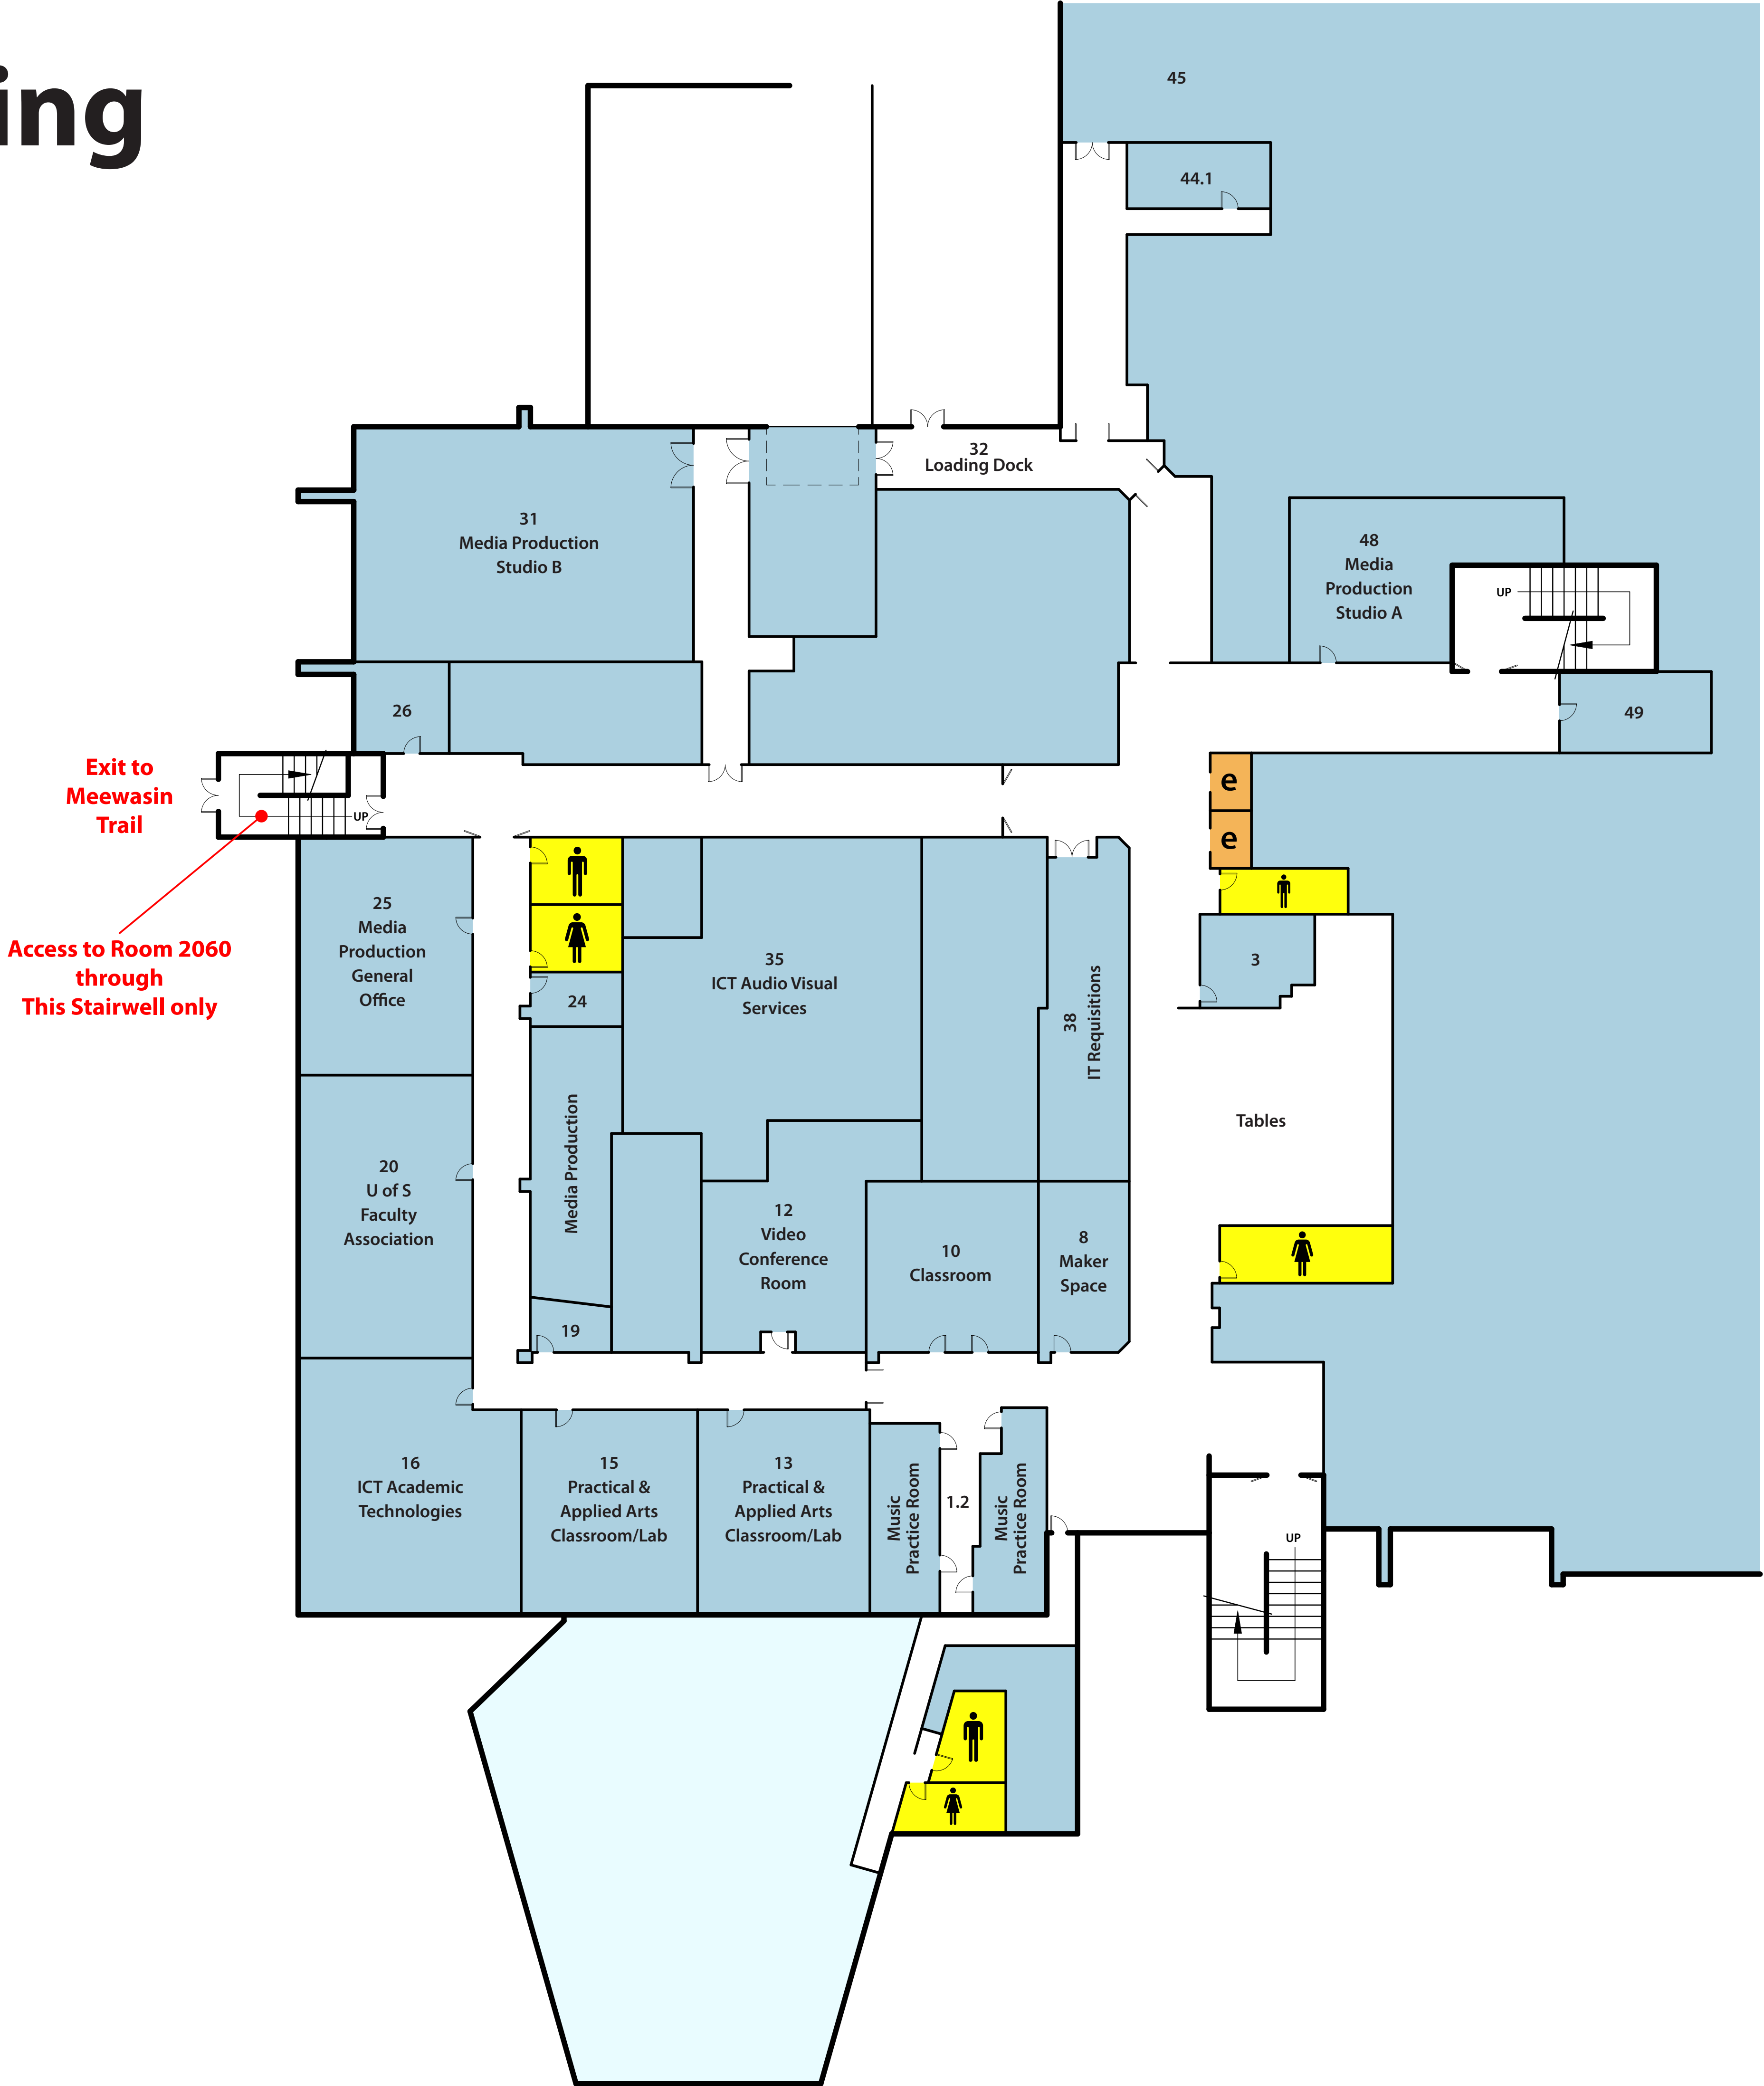 ing
45
44.1
32
Loading Dock
31
Media Production
Studio B
48
Media
Production
Studio A
UP
26
49
Exit to
Meewasin
Trail
UP
e
e
Access to Room 2060
through
This Stairwell only
25
Media
Production
General
Office
24
35
ICT Audio Visual
Services
38
IT Requisitions
3
Tables
Media Production
20
U of S
Faculty
Association
12
Video
Conference
Room
10
Classroom
8
Maker
Space
19
16
ICT Academic
Technologies
15
Practical &
Applied Arts
Classroom/Lab
13
Practical &
Applied Arts
Classroom/Lab
Music
Practice Room
1.2
Music
Practice Room
UP